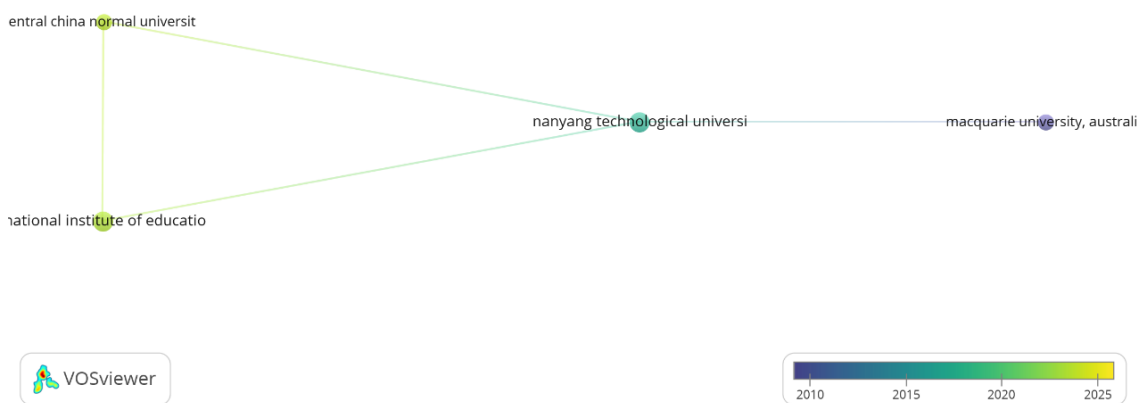 entral china normal universit
nanyang technological universi
macquarie university, australi
national institute of educatio
VOSviewer
2010 2015 2020 2025